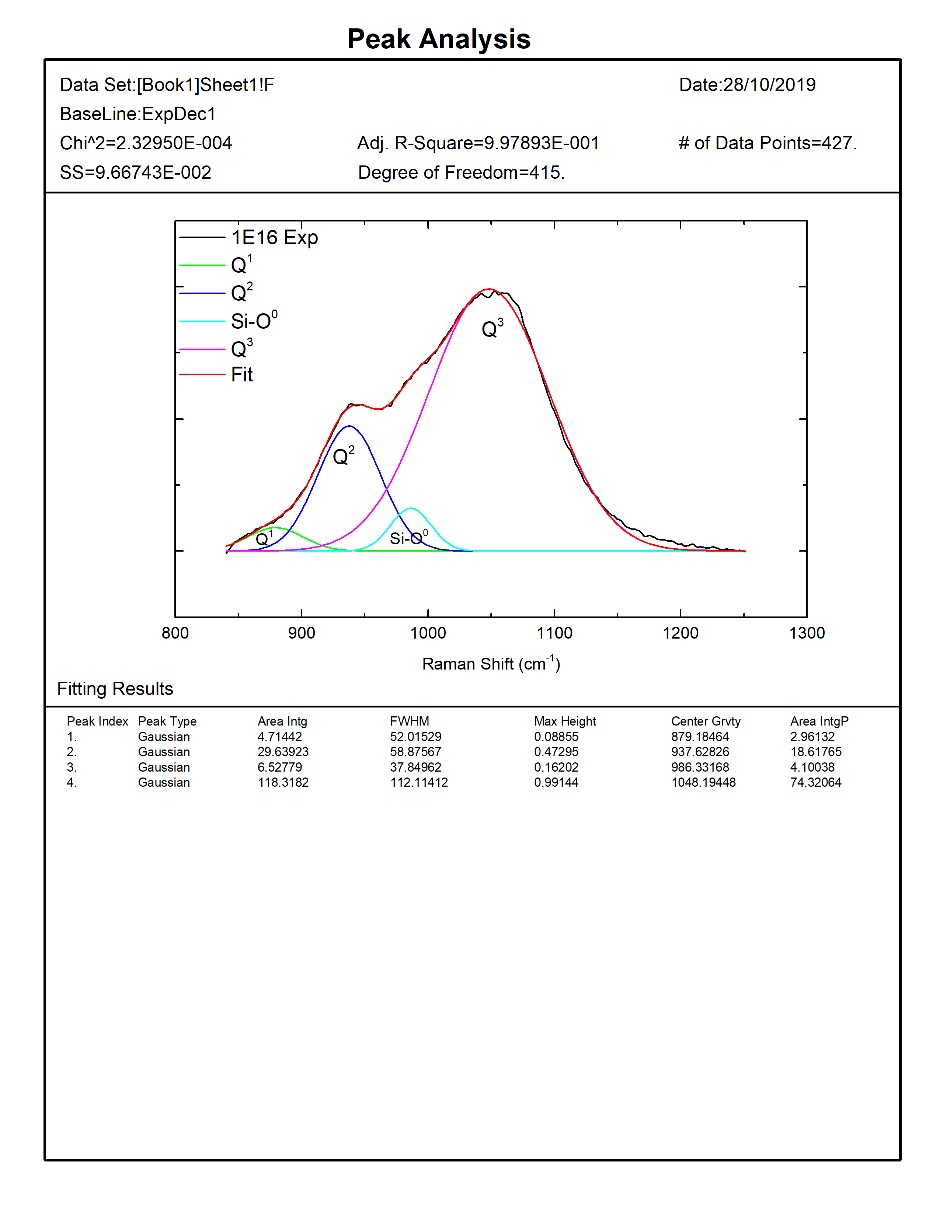 Peak Analysis
Data Set:[Book1]Sheet1!F Date:28/10/2019
BaseLine:ExpDec1
Chi^2=2.32950E-004 Adj. R-Square=9.97893E-001 # of Data Points=427.
SS=9.66743E-002 Degree of Freedom=415.
1E16 Exp
Q¹
Q²
Si-O⁰
Q³
Fit
Q³
Q²
Q¹ Si-O⁰
800 900 1000 1100 1200 1300
Raman Shift (cm⁻¹)
Fitting Results
Peak Index Peak Type Area Intg FWHM Max Height Center Grvty Area IntgP
1. Gaussian 4.71442 52.01529 0.08855 879.18464 2.96132
2. Gaussian 29.63923 58.87567 0.47295 937.62826 18.61765
3. Gaussian 6.52779 37.84962 0.16202 986.33168 4.10038
4. Gaussian 118.3182 112.11412 0.99144 1048.19448 74.32064